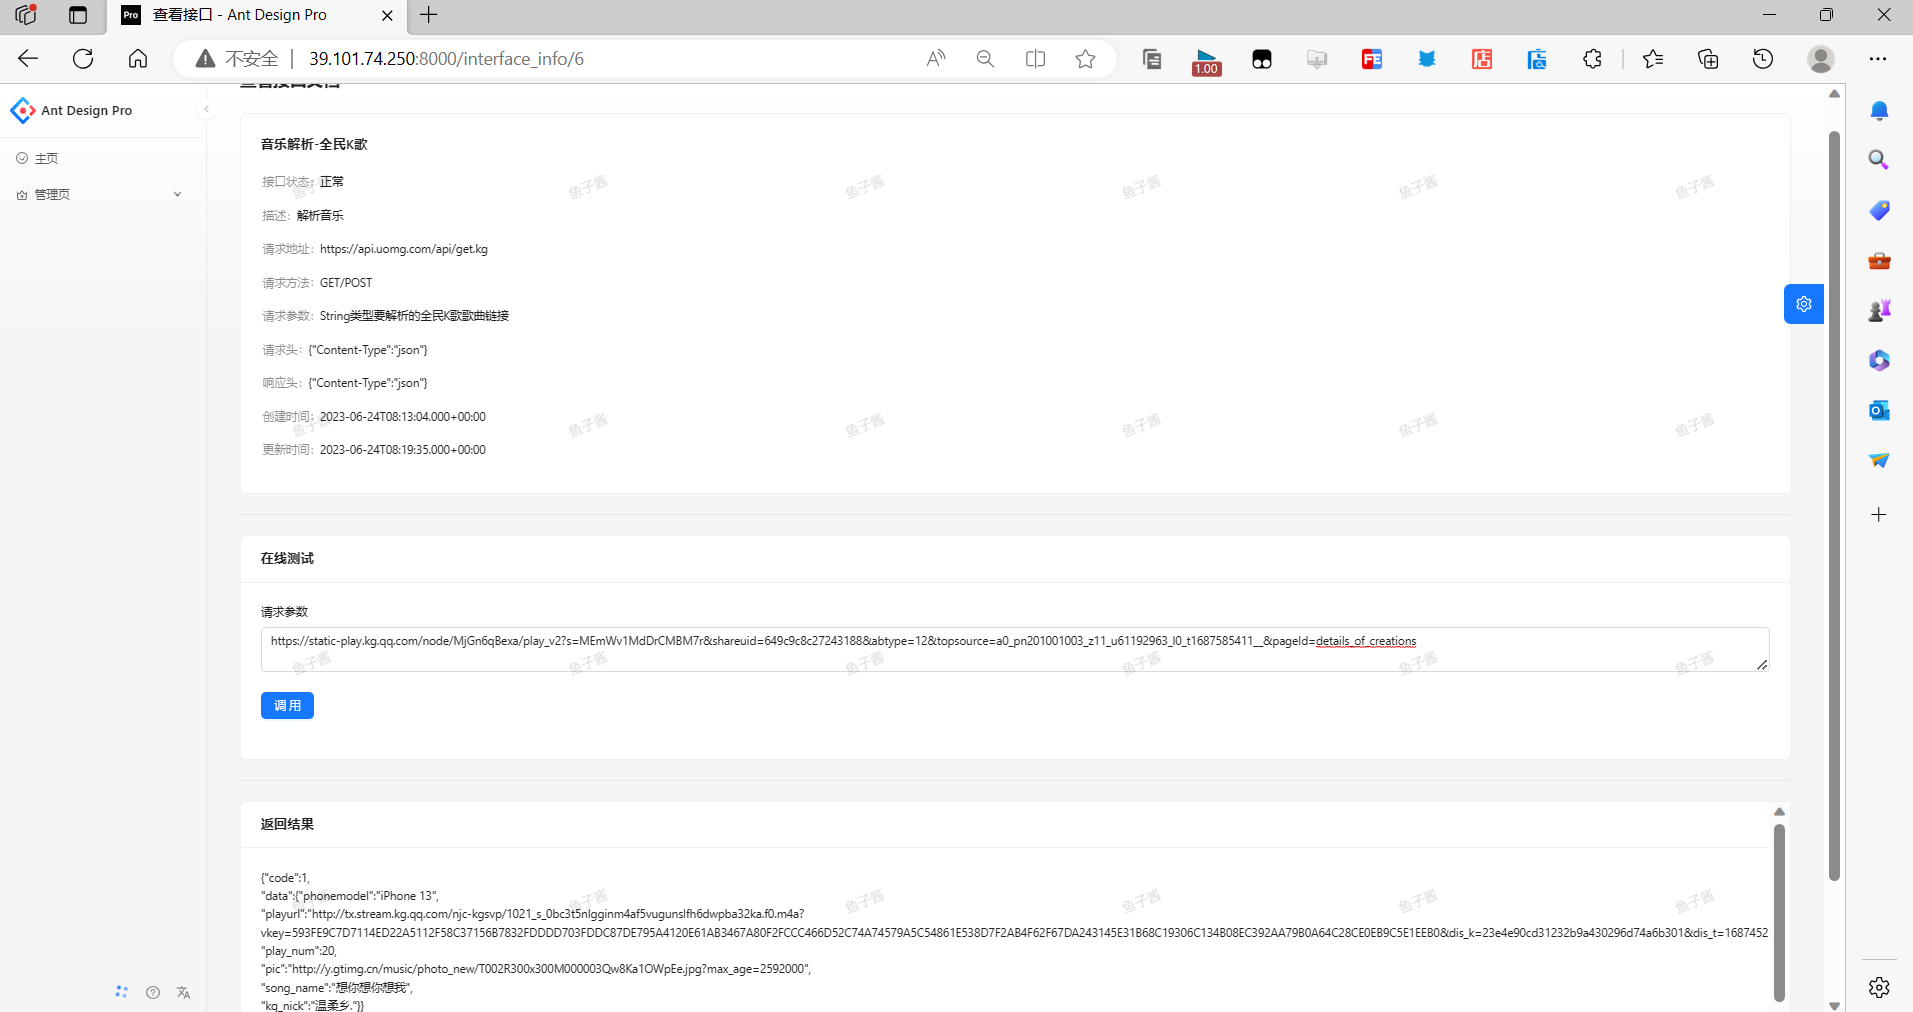 查看接口 - Ant Design Pro
不安全 | 39.101.74.250:8000/interface_info/6
1.00
Ant Design Pro
主页
管理页
查看接口文档
音乐解析-全民K歌
接口状态: 正常
描述: 解析音乐
请求地址: https://api.uomg.com/api/get.kg
请求方法: GET/POST
请求参数: String类型要解析的全民K歌歌曲链接
请求头: {"Content-Type":"json"}
响应头: {"Content-Type":"json"}
创建时间: 2023-06-24T08:13:04.000+00:00
更新时间: 2023-06-24T08:19:35.000+00:00
鱼子酱
在线测试
请求参数
https://static-play.kg.qq.com/node/MjGn6qBexa/play_v2?s=MEmWv1MdDrCMBM7r&shareuid=649c9c8c27243188&abtype=12&topsource=a0_pn201001003_z11_u61192963_l0_t1687585411__&pageId=details_of_creations
调 用
返回结果
{"code":1,
"data":{"phonemodel":"iPhone 13",
"playurl":"http://tx.stream.kg.qq.com/njc-kgsvp/1021_s_0bc3t5nlgginm4af5vugunslfh6dwpba32ka.f0.m4a?
vkey=593FE9C7D7114ED22A5112F58C37156B7832FDDDD703FDDC87DE795A4120E61AB3467A80F2FCCC466D52C74A74579A5C54861E538D7F2AB4F62F67DA243145E31B68C19306C134B08EC392AA79B0A64C28CE0EB9C5E1EEB0&dis_k=23e4e90cd31232b9a430296d74a6b301&dis_t=1687452
"play_num":20,
"pic":"http://y.gtimg.cn/music/photo_new/T002R300x300M000003Qw8Ka1OWpEe.jpg?max_age=2592000",
"song_name":"想你想你想我",
"kg_nick":"温柔乡."}}